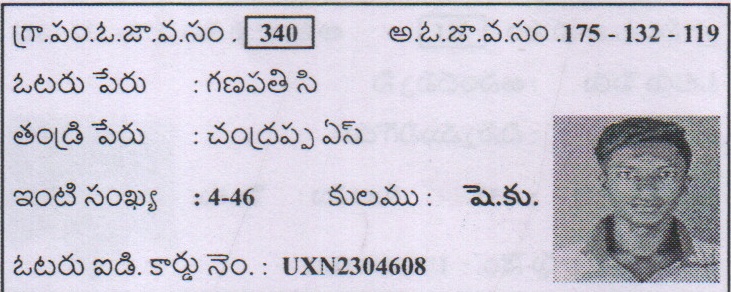 గ్రా.పం.ఓ.జా.వ.సం . 340 అ.ఓ.జా.వ.సం .175 - 132 - 119
ఓటరు పేరు : గణపతి సి
తండ్రి పేరు : చంద్రప్ప ఏస్
ఇంటి సంఖ్య : 4-46 కులము : షె.కు.
ఓటరు ఐడి. కార్డు నెం. : UXN2304608